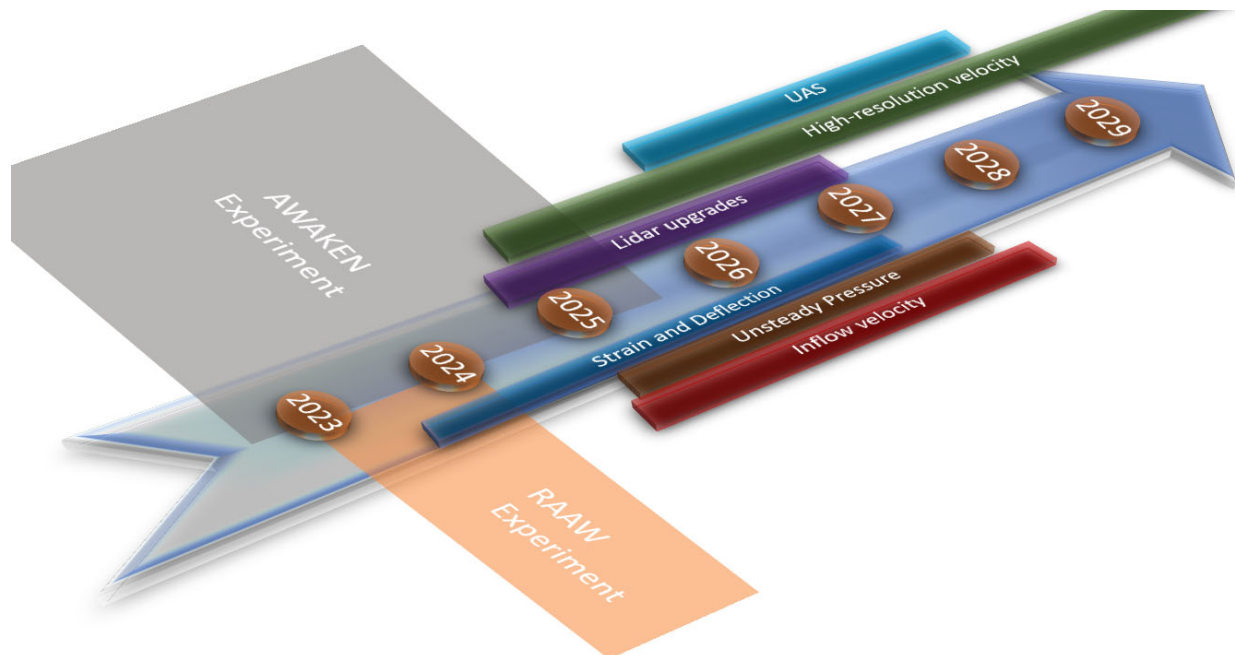 UAS
High-resolution velocity
Lidar upgrades
AWAKEN
Experiment
2023
2024
2025
2026
2027
2028
2029
Strain and Deflection
Unsteady Pressure
Inflow velocity
RAAW
Experiment